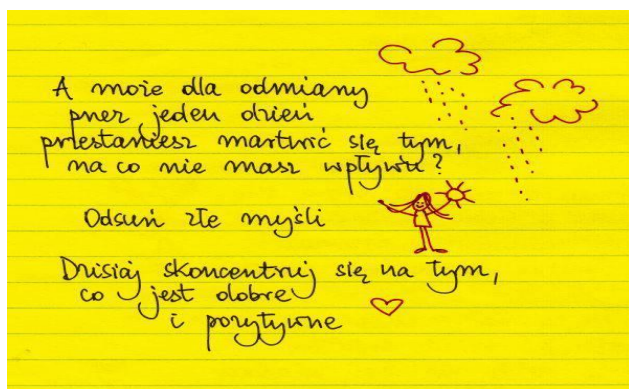 A może dla odmiany
przez jeden dzień
przestaniesz martwić się tym,
na co nie masz wpływu?
Odsuń złe myśli
Dzisiaj skoncentruj się na tym,
co jest dobre
i pozytywne